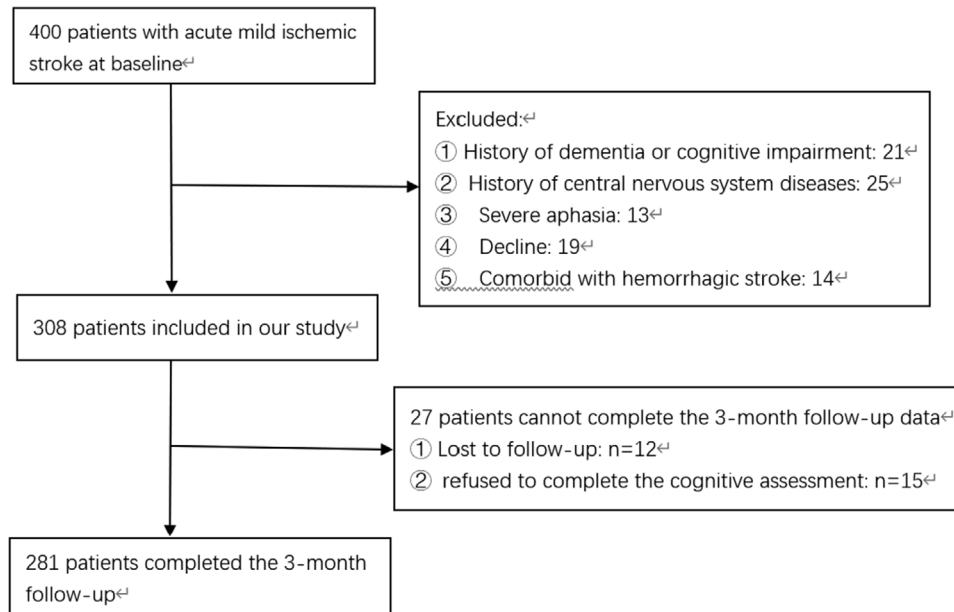 400 patients with acute mild ischemic
stroke at baseline↵
Excluded:↵
① History of dementia or cognitive impairment: 21↵
② History of central nervous system diseases: 25↵
③ Severe aphasia: 13↵
④ Decline: 19↵
⑤ Comorbid with hemorrhagic stroke: 14↵
308 patients included in our study↵
27 patients cannot complete the 3-month follow-up data↵
① Lost to follow-up: n=12↵
② refused to complete the cognitive assessment: n=15↵
281 patients completed the 3-month
follow-up↵